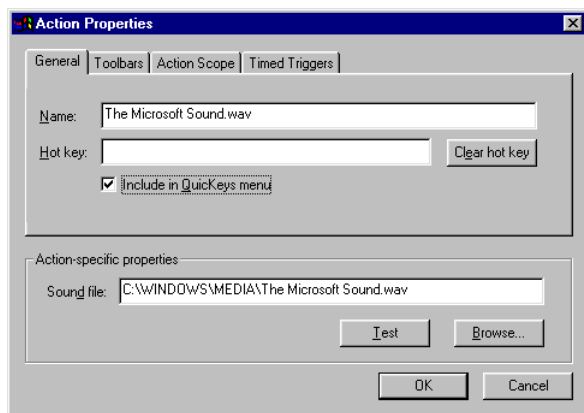 Action Properties
General Toolbars Action Scope Timed Triggers
Name: The Microsoft Sound.wav
Hot key: Clear hot key
Include in QuicKeys menu
Action-specific properties
Sound file: C:\WINDOWS\MEDIA\The Microsoft Sound.wav
Test Browse...
OK Cancel